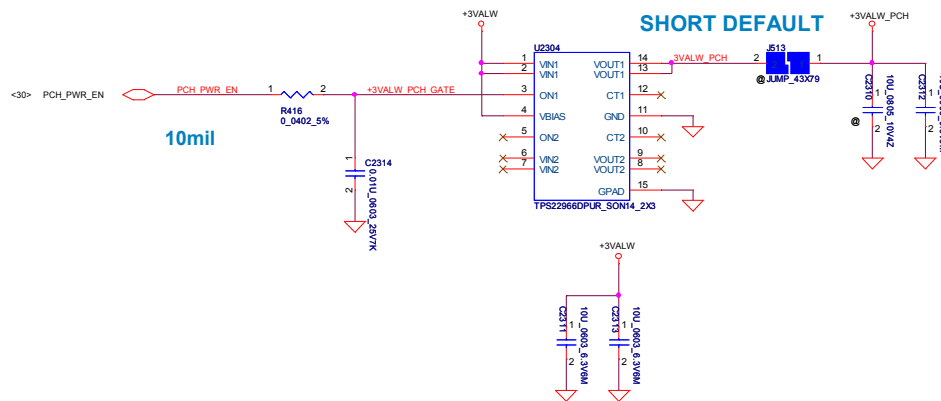 +3VALW
SHORT DEFAULT
+3VALW_PCH
U2304
J513
1 VIN1 VOUT1 14
2 VIN1 VOUT1 13
3VALW_PCH
2 1
@JUMP_43X79
<30> PCH_PWR_EN
PCH_PWR_EN
1 2
R416
0_0402_5%
+3VALW_PCH_GATE
3 ON1 CT1 12
4 VBIAS GND 11
5 ON2 CT2 10
6 VIN2 VOUT2 9
7 VIN2 VOUT2 8
GPAD 15
TPS22966DPUR_SON14_2X3
10mil
1
2
C2314
0.01U_0603_25V7K
C2310
1
2
@
10U_0805_10V4Z
C2312
1
2
+3VALW
C2311
1
2
10U_0603_6.3V6M
C2313
1
2
10U_0603_6.3V6M